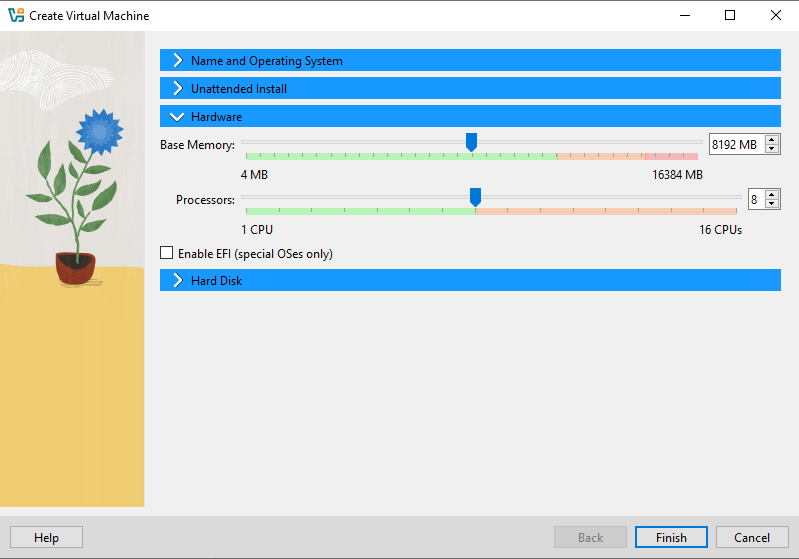 Create Virtual Machine
Name and Operating System
Unattended Install
Hardware
Base Memory: 8192 MB
4 MB 16384 MB
Processors: 8
1 CPU 16 CPUs
Enable EFI (special OSes only)
Hard Disk
Help Back Finish Cancel